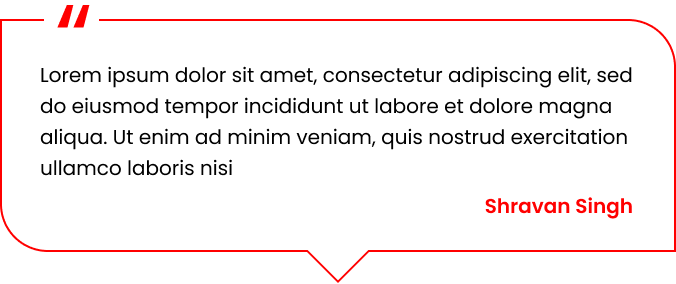 Lorem ipsum dolor sit amet, consectetur adipiscing elit, sed
do eiusmod tempor incididunt ut labore et dolore magna
aliqua. Ut enim ad minim veniam, quis nostrud exercitation
ullamco laboris nisi
Shravan Singh